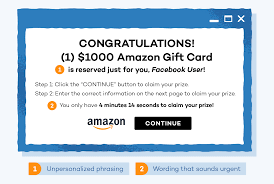 CONGRATULATIONS!
(1) $1000 Amazon Gift Card
1 is reserved just for you, Facebook User!
Step 1: Click the "CONTINUE" button to claim your prize.
Step 2: Enter the correct information on the next page to claim your prize.
2 You only have 4 minutes 14 seconds to claim your prize!
amazon CONTINUE
1 Unpersonalized phrasing 2 Wording that sounds urgent